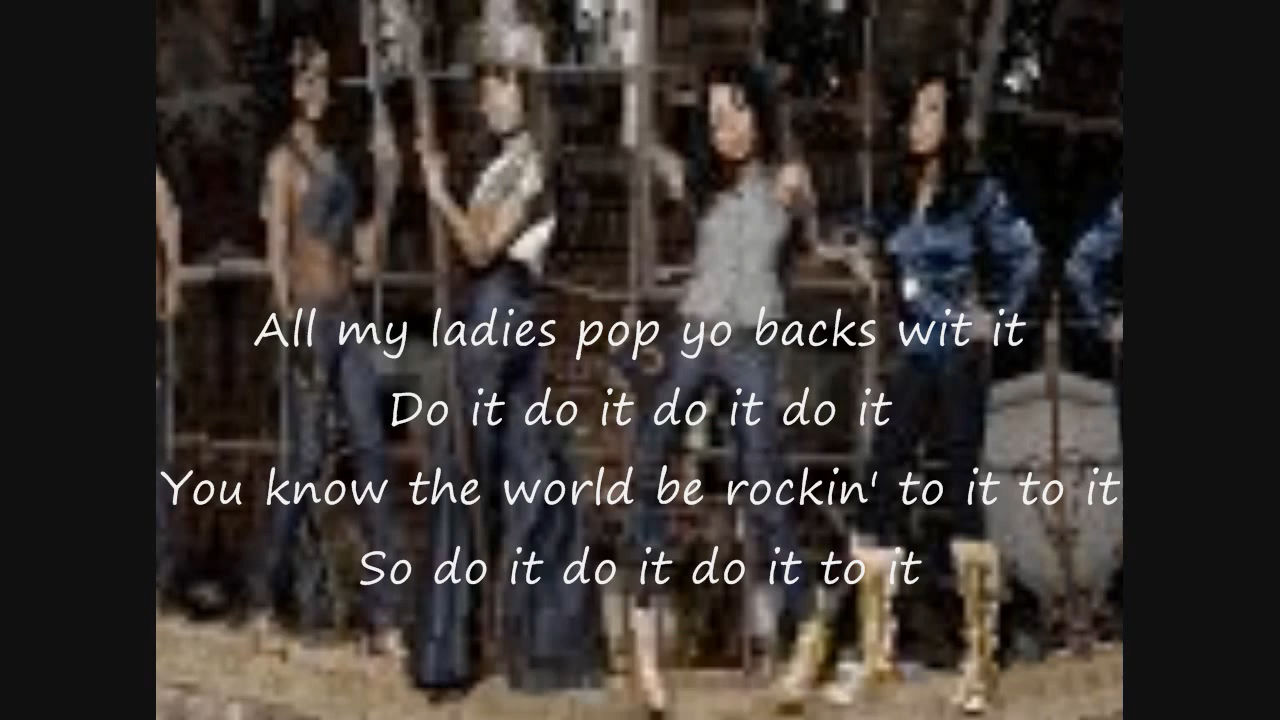 All my ladies pop yo backs wit it
Do it do it do it do it
You know the world be rockin' to it to it
So do it do it do it to it